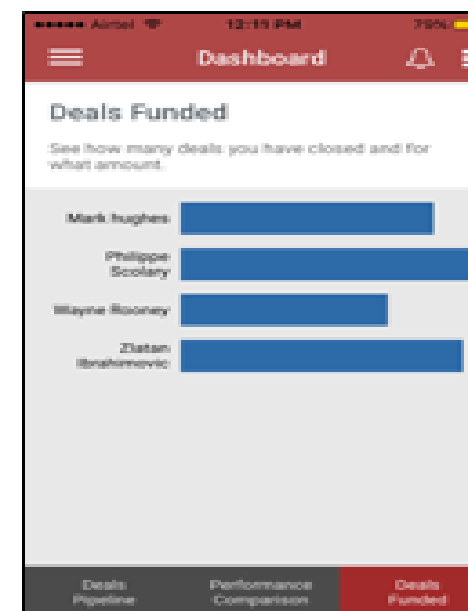 Airtel 12:15 PM 79%
Dashboard
Deals Funded
See how many deals you have closed and for
what amount.
Mark hughes
Philippe
Scolary
Wayne Rooney
Zlatan
Ibrahimovic
Deals
Pipeline
Performance
Comparison
Deals
Funded